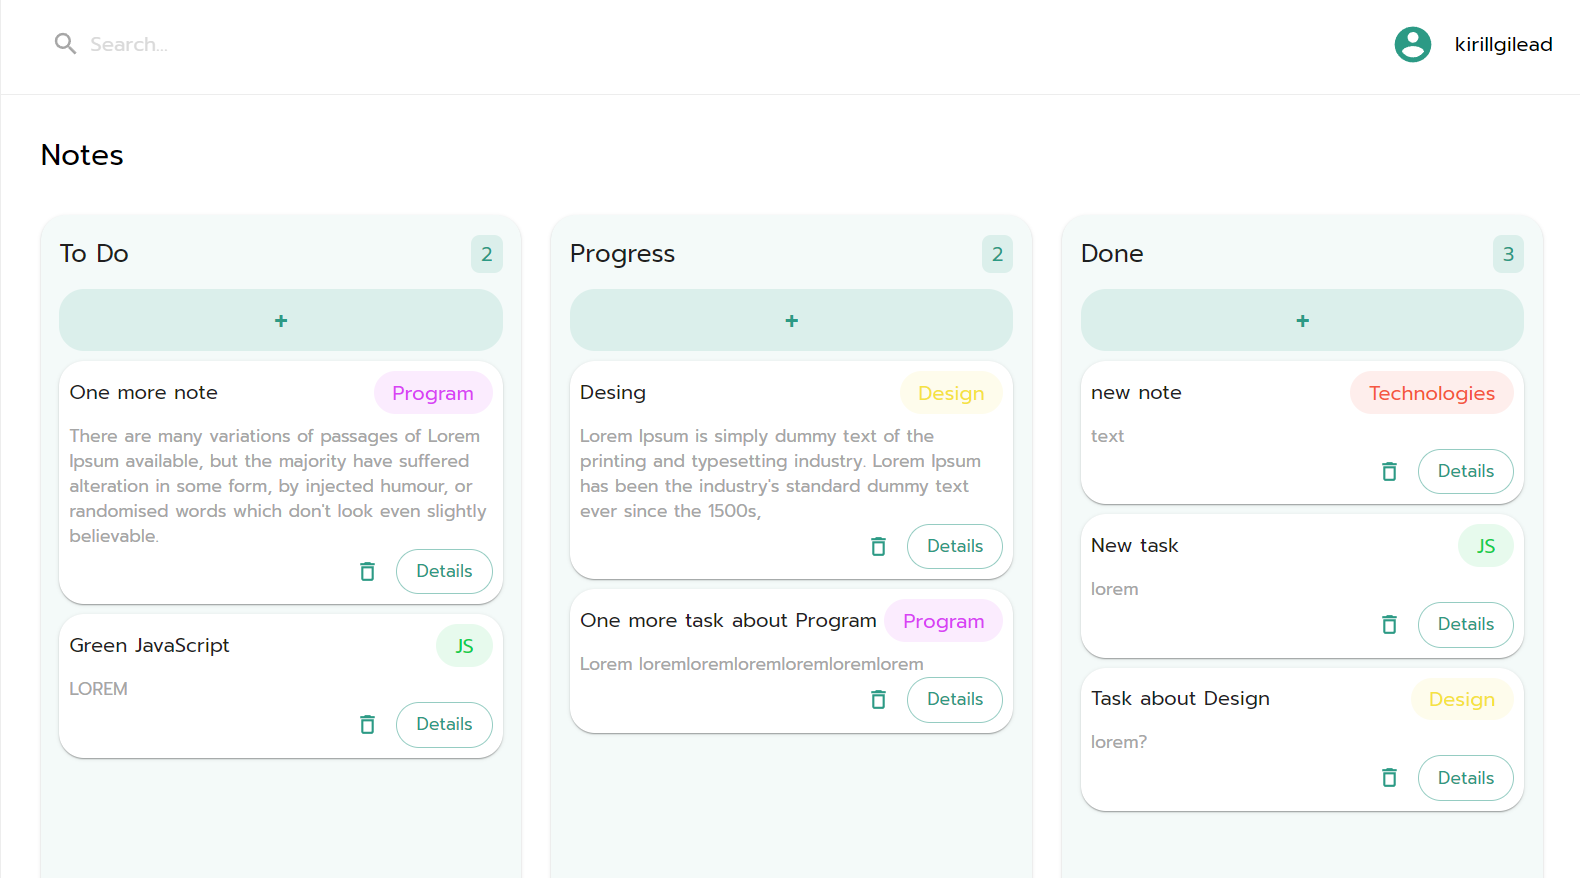 Search...
kirillgilead
Notes
To Do
2
+
One more note
Program
There are many variations of passages of Lorem
Ipsum available, but the majority have suffered
alteration in some form, by injected humour, or
randomised words which don't look even slightly
believable.
Details
Green JavaScript
JS
LOREM
Details
Progress
2
+
Desing
Design
Lorem Ipsum is simply dummy text of the
printing and typesetting industry. Lorem Ipsum
has been the industry's standard dummy text
ever since the 1500s,
Details
One more task about Program
Program
Lorem loremloremloremloremloremlorem
Details
Done
3
+
new note
Technologies
text
Details
New task
JS
lorem
Details
Task about Design
Design
lorem?
Details